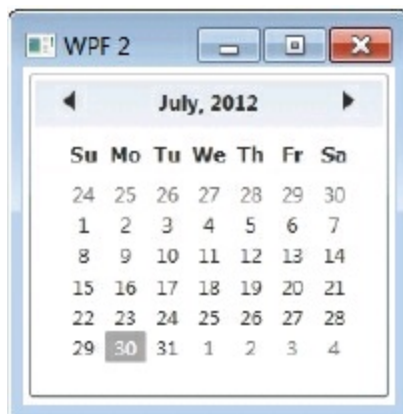 WPF 2
July, 2012
Su Mo Tu We Th Fr Sa
24 25 26 27 28 29 30
1 2 3 4 5 6 7
8 9 10 11 12 13 14
15 16 17 18 19 20 21
22 23 24 25 26 27 28
29 30 31 1 2 3 4